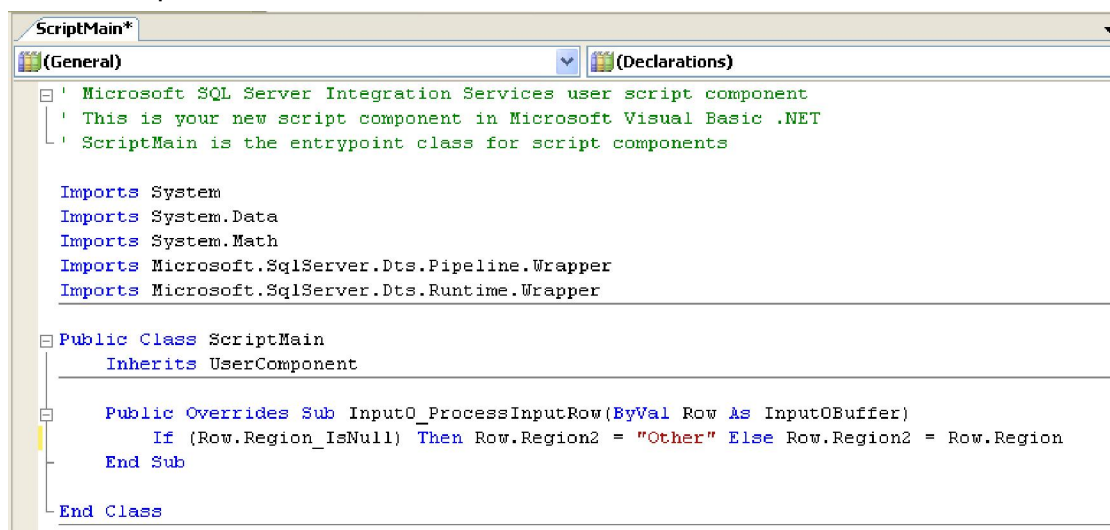 ScriptMain*
(General) (Declarations)
' Microsoft SQL Server Integration Services user script component
' This is your new script component in Microsoft Visual Basic .NET
' ScriptMain is the entrypoint class for script components
Imports System
Imports System.Data
Imports System.Math
Imports Microsoft.SqlServer.Dts.Pipeline.Wrapper
Imports Microsoft.SqlServer.Dts.Runtime.Wrapper
Public Class ScriptMain
Inherits UserComponent
Public Overrides Sub Input0_ProcessInputRow(ByVal Row As Input0Buffer)
If (Row.Region_IsNull) Then Row.Region2 = "Other" Else Row.Region2 = Row.Region
End Sub
End Class